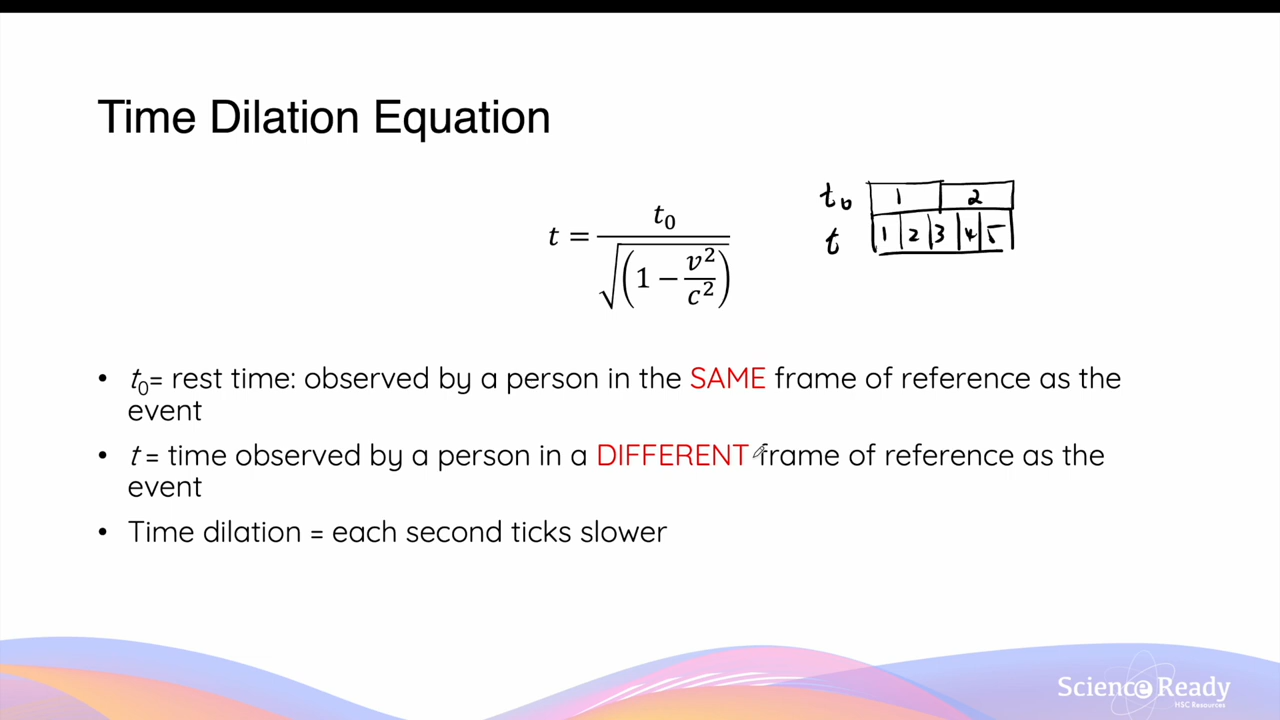 Time Dilation Equation
t = t₀ / √(1 − v²/c²)
t₀ 1 2
t 1 2 3 4 5
• t₀= rest time: observed by a person in the SAME frame of reference as the
event
• t = time observed by a person in a DIFFERENT frame of reference as the
event
• Time dilation = each second ticks slower
Science Ready
HSC Resources